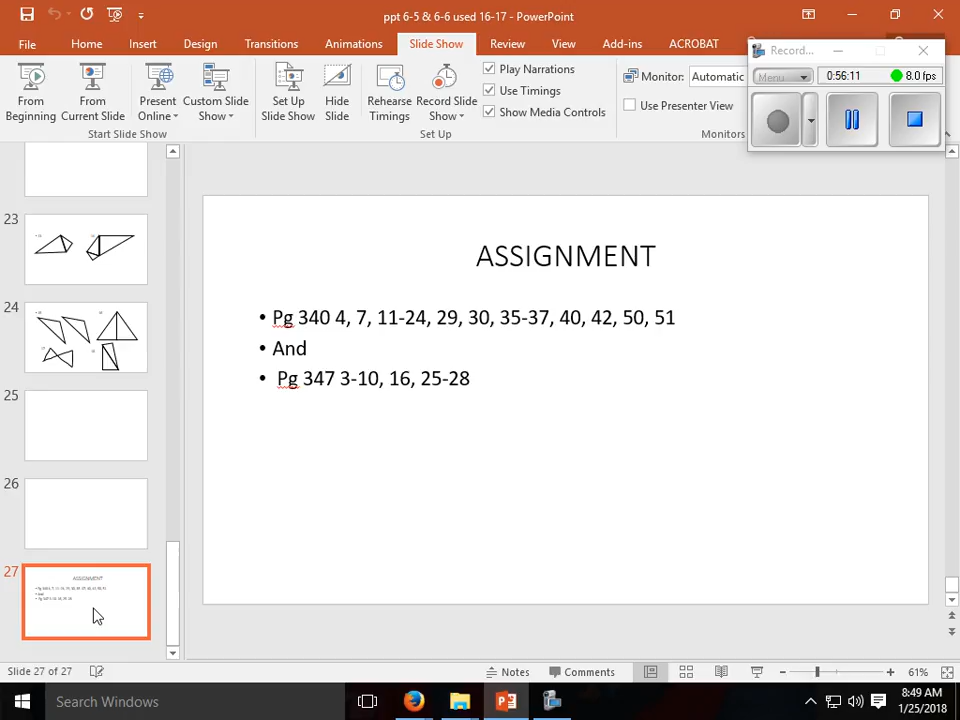 ppt 6-5 & 6-6 used 16-17 - PowerPoint
File Home Insert Design Transitions Animations Slide Show Review View Add-ins ACROBAT
Record...
Menu 0:56:11 8.0 fps
From Beginning
From Current Slide
Present Online
Custom Slide Show
Start Slide Show
Set Up Slide Show
Hide Slide
Rehearse Timings
Record Slide Show
Play Narrations
Use Timings
Show Media Controls
Set Up
Monitor: Automatic
Use Presenter View
Monitors
23
24
25
26
27
ASSIGNMENT
ASSIGNMENT
• Pg 340 4, 7, 11-24, 29, 30, 35-37, 40, 42, 50, 51
• And
• Pg 347 3-10, 16, 25-28
Slide 27 of 27
Notes Comments 61%
Search Windows
8:49 AM
1/25/2018